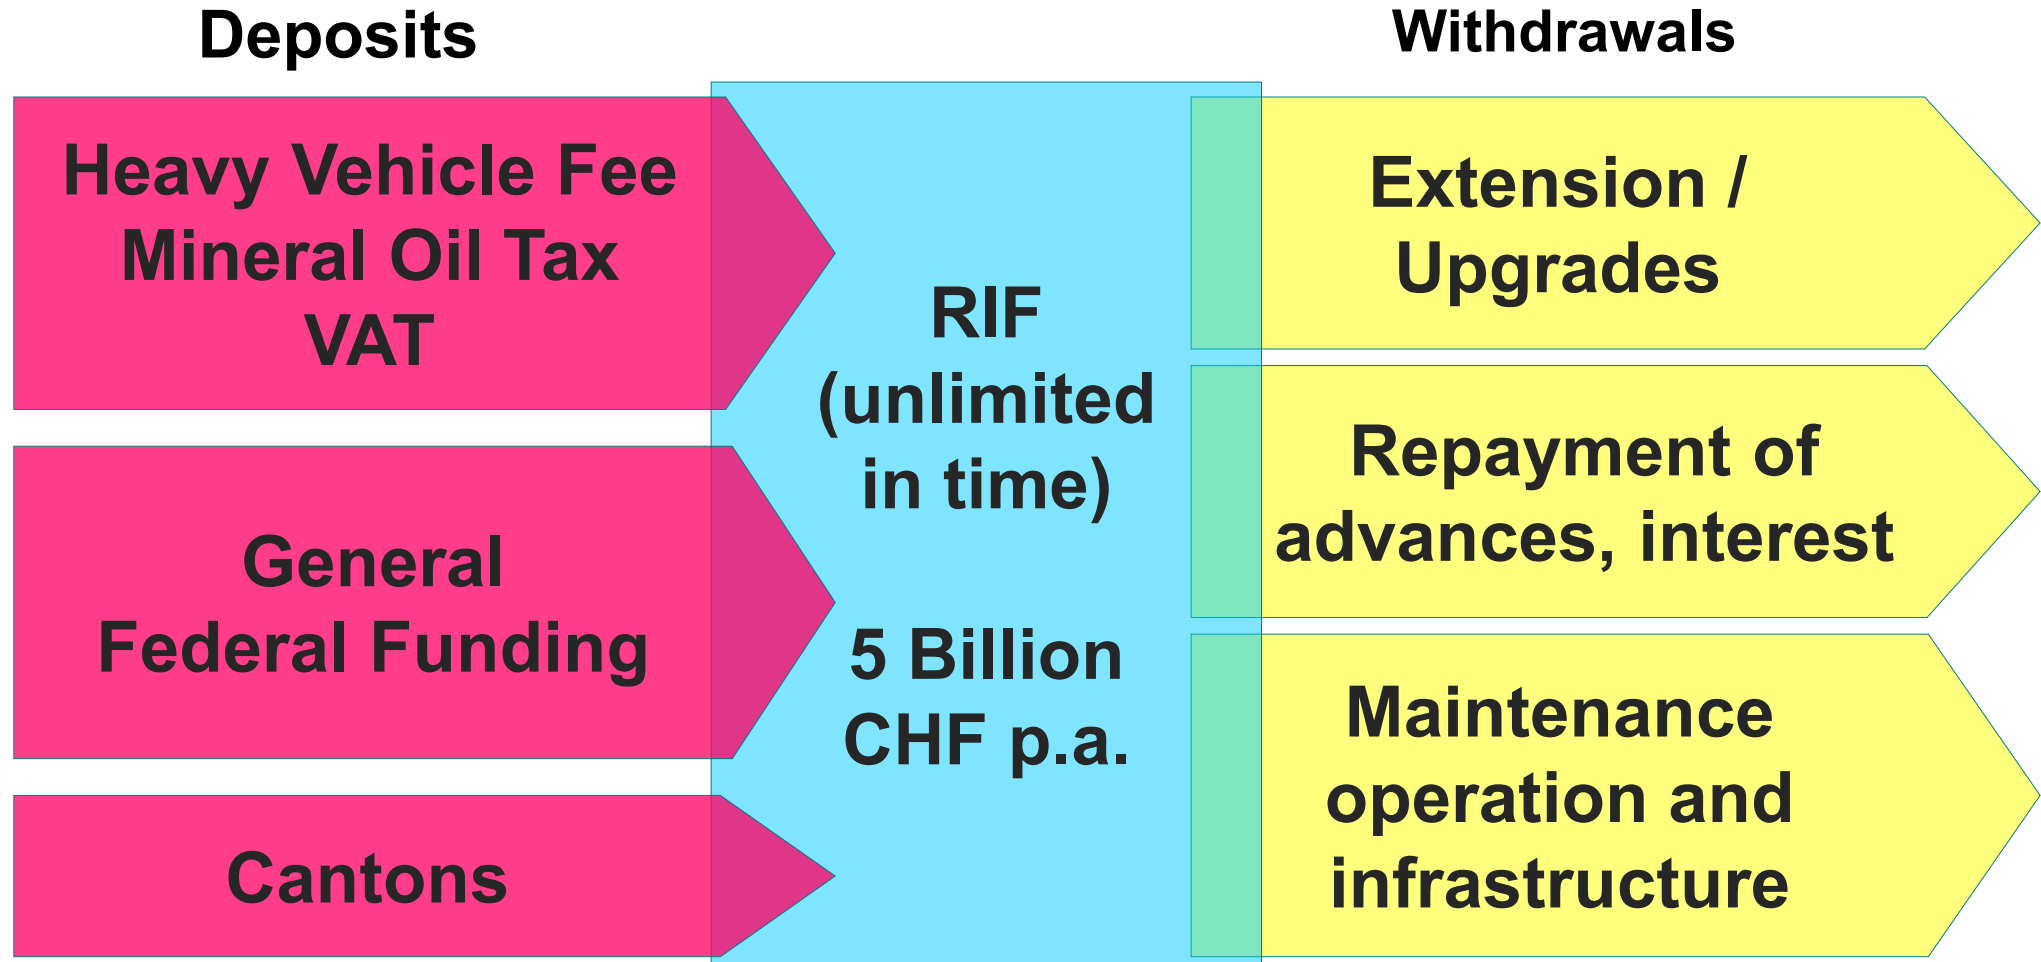 Deposits
Withdrawals
Heavy Vehicle Fee
Mineral Oil Tax
VAT
General
Federal Funding
Cantons
RIF
(unlimited
in time)
5 Billion
CHF p.a.
Extension /
Upgrades
Repayment of
advances, interest
Maintenance
operation and
infrastructure